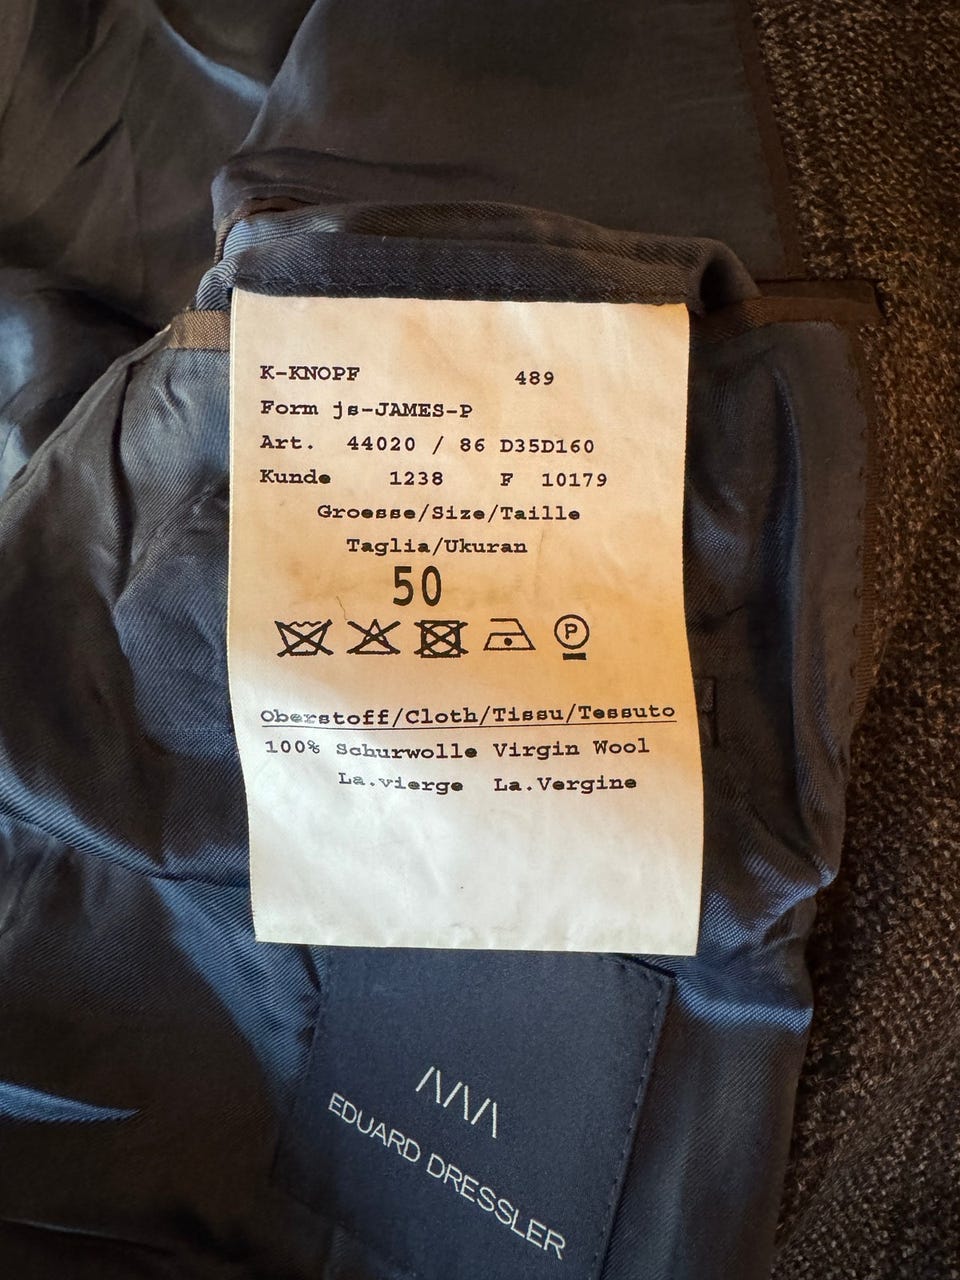 K-KNOPF 489
Form js-JAMES-P
Art. 44020 / 86 D35D160
Kunde 1238 F 10179
Groesse/Size/Taille
Taglia/Ukuran
50
P
Oberstoff/Cloth/Tissu/Tessuto
100% Schurwolle Virgin Wool
La.vierge La.Vergine
EDUARD DRESSLER